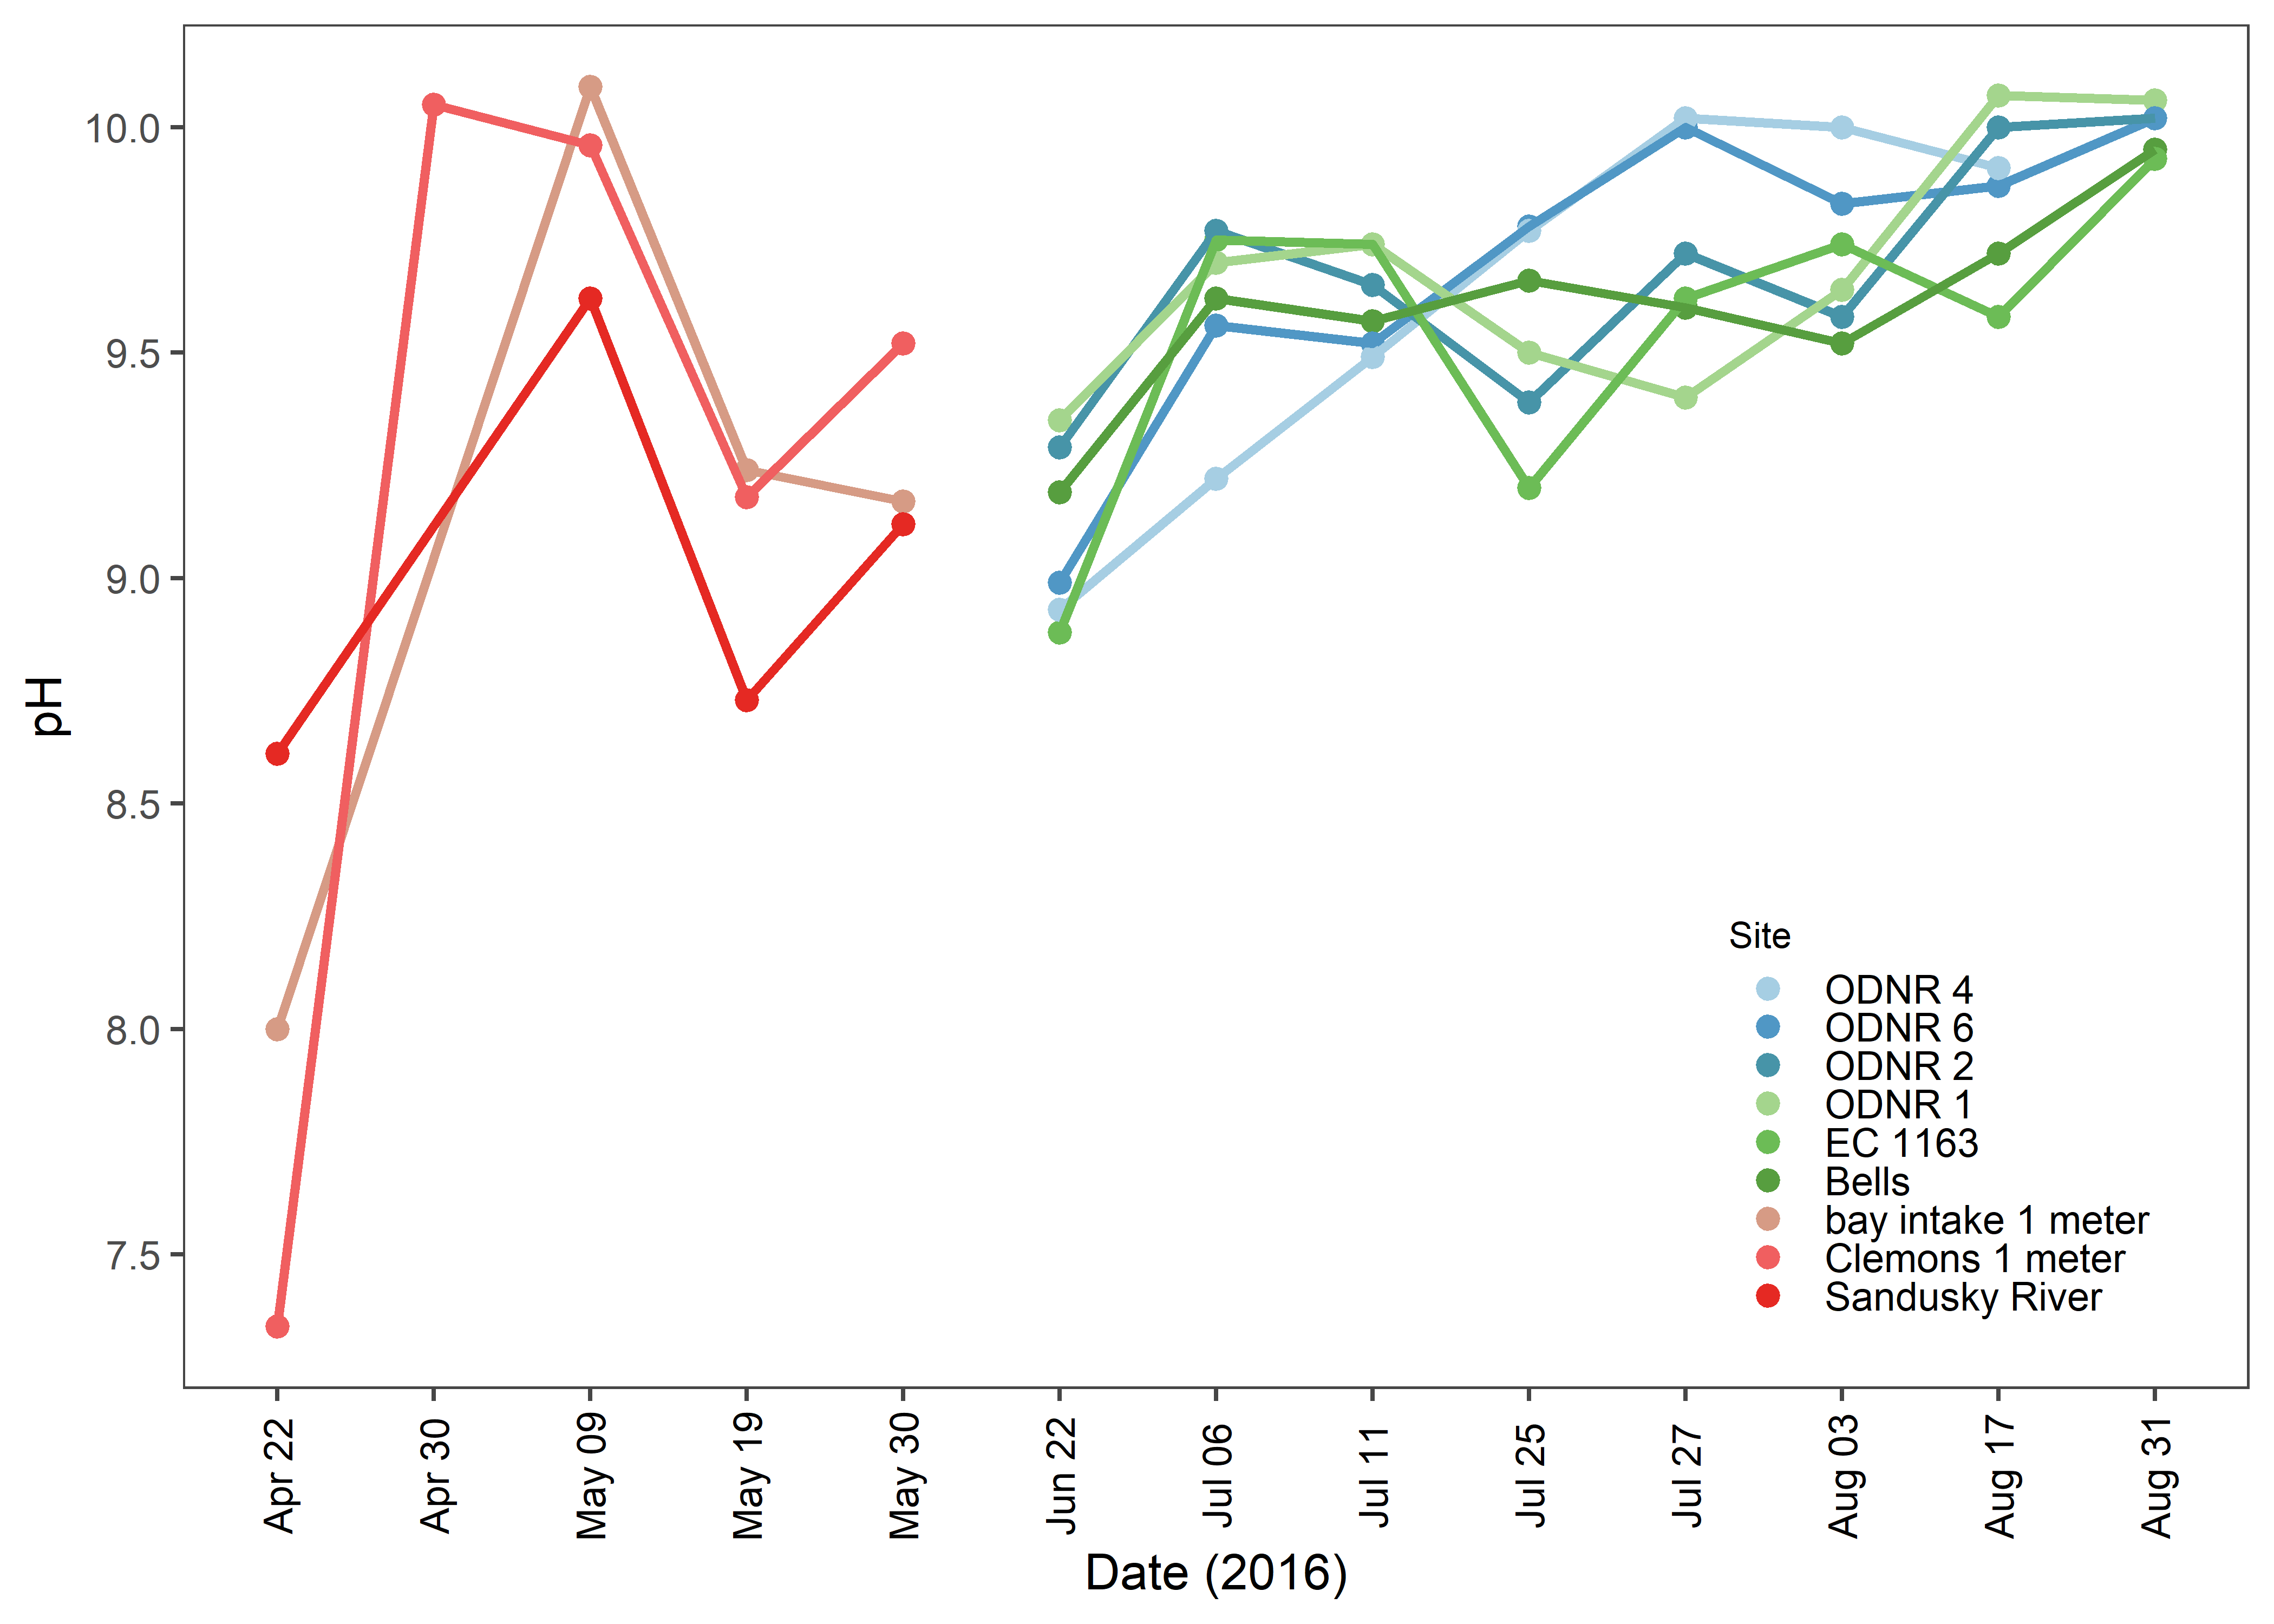 10.0
9.5
9.0
8.5
8.0
7.5
pH
Apr 22
Apr 30
May 09
May 19
May 30
Jun 22
Jul 06
Jul 11
Jul 25
Jul 27
Aug 03
Aug 17
Aug 31
Date (2016)
Site
ODNR 4
ODNR 6
ODNR 2
ODNR 1
EC 1163
Bells
bay intake 1 meter
Clemons 1 meter
Sandusky River